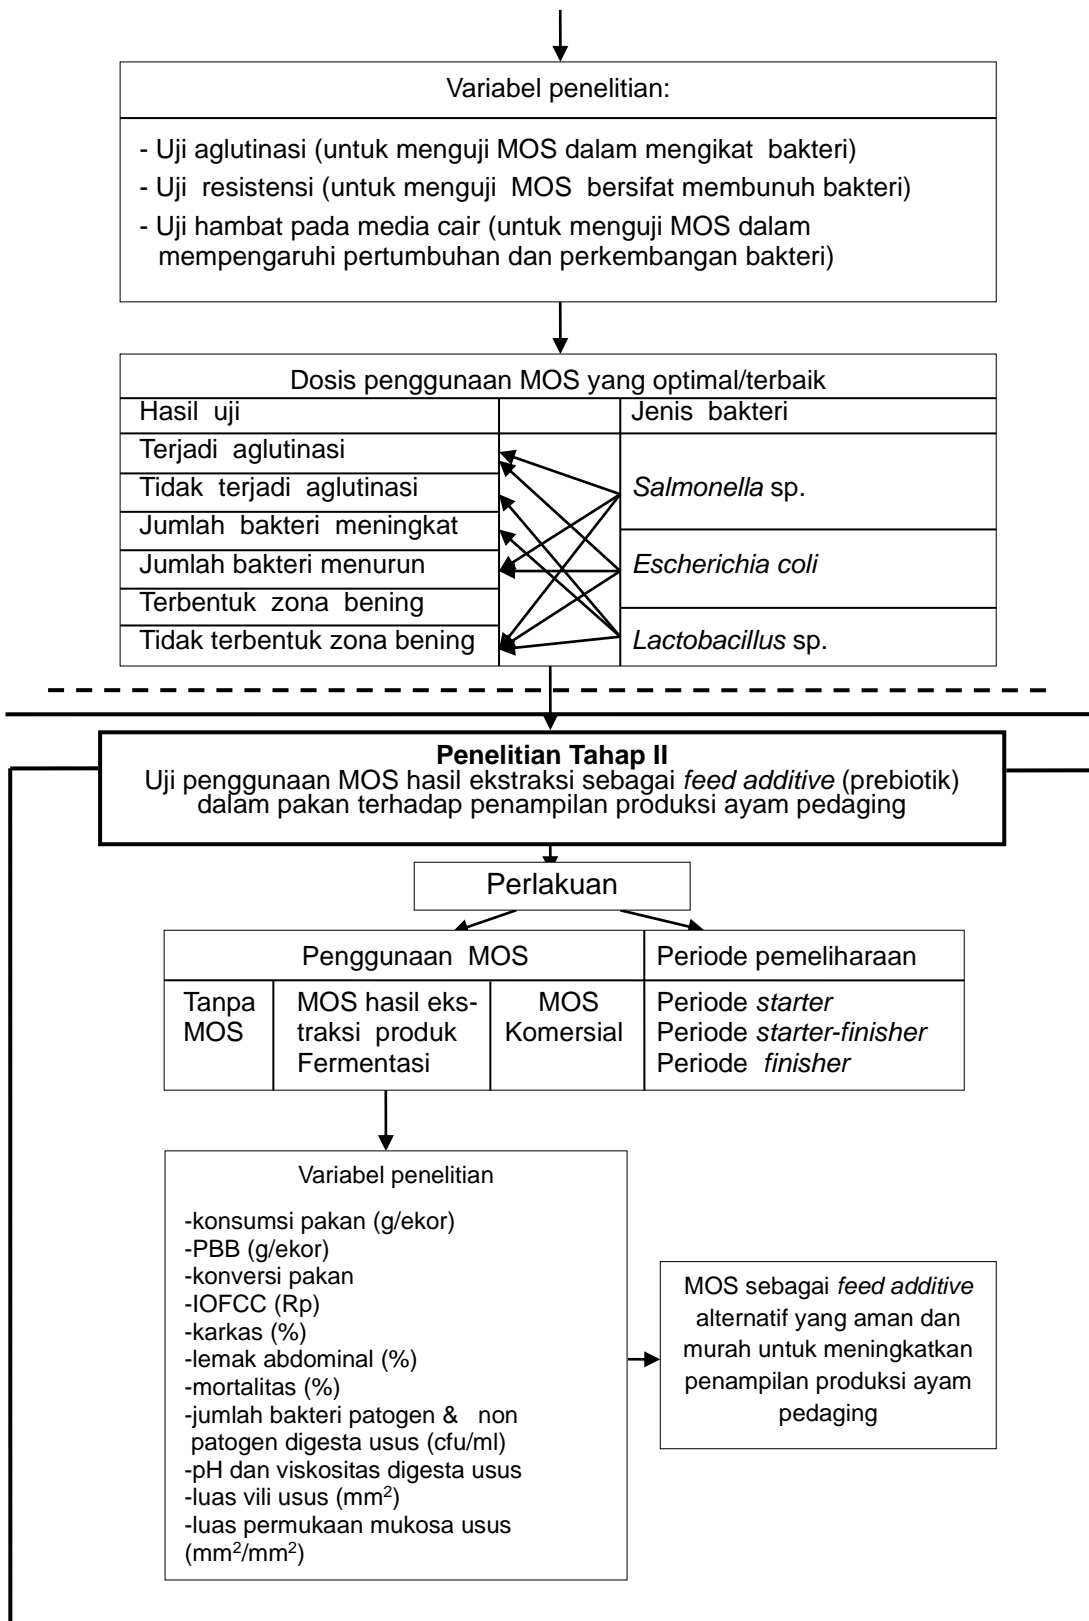 Variabel penelitian:
- Uji aglutinasi (untuk menguji MOS dalam mengikat bakteri)
- Uji resistensi (untuk menguji MOS bersifat membunuh bakteri)
- Uji hambat pada media cair (untuk menguji MOS dalam
mempengaruhi pertumbuhan dan perkembangan bakteri)
Dosis penggunaan MOS yang optimal/terbaik
Hasil uji
Jenis bakteri
Terjadi aglutinasi
Tidak terjadi aglutinasi
Jumlah bakteri meningkat
Jumlah bakteri menurun
Terbentuk zona bening
Tidak terbentuk zona bening
Salmonella sp.
Escherichia coli
Lactobacillus sp.
Penelitian Tahap II
Uji penggunaan MOS hasil ekstraksi sebagai feed additive (prebiotik)
dalam pakan terhadap penampilan produksi ayam pedaging
Perlakuan
Penggunaan MOS
Periode pemeliharaan
Tanpa
MOS
MOS hasil eks-
traksi produk
Fermentasi
MOS
Komersial
Periode starter
Periode starter-finisher
Periode finisher
Variabel penelitian
-konsumsi pakan (g/ekor)
-PBB (g/ekor)
-konversi pakan
-IOFCC (Rp)
-karkas (%)
-lemak abdominal (%)
-mortalitas (%)
-jumlah bakteri patogen & non
patogen digesta usus (cfu/ml)
-pH dan viskositas digesta usus
-luas vili usus (mm²)
-luas permukaan mukosa usus
(mm²/mm²)
MOS sebagai feed additive
alternatif yang aman dan
murah untuk meningkatkan
penampilan produksi ayam
pedaging